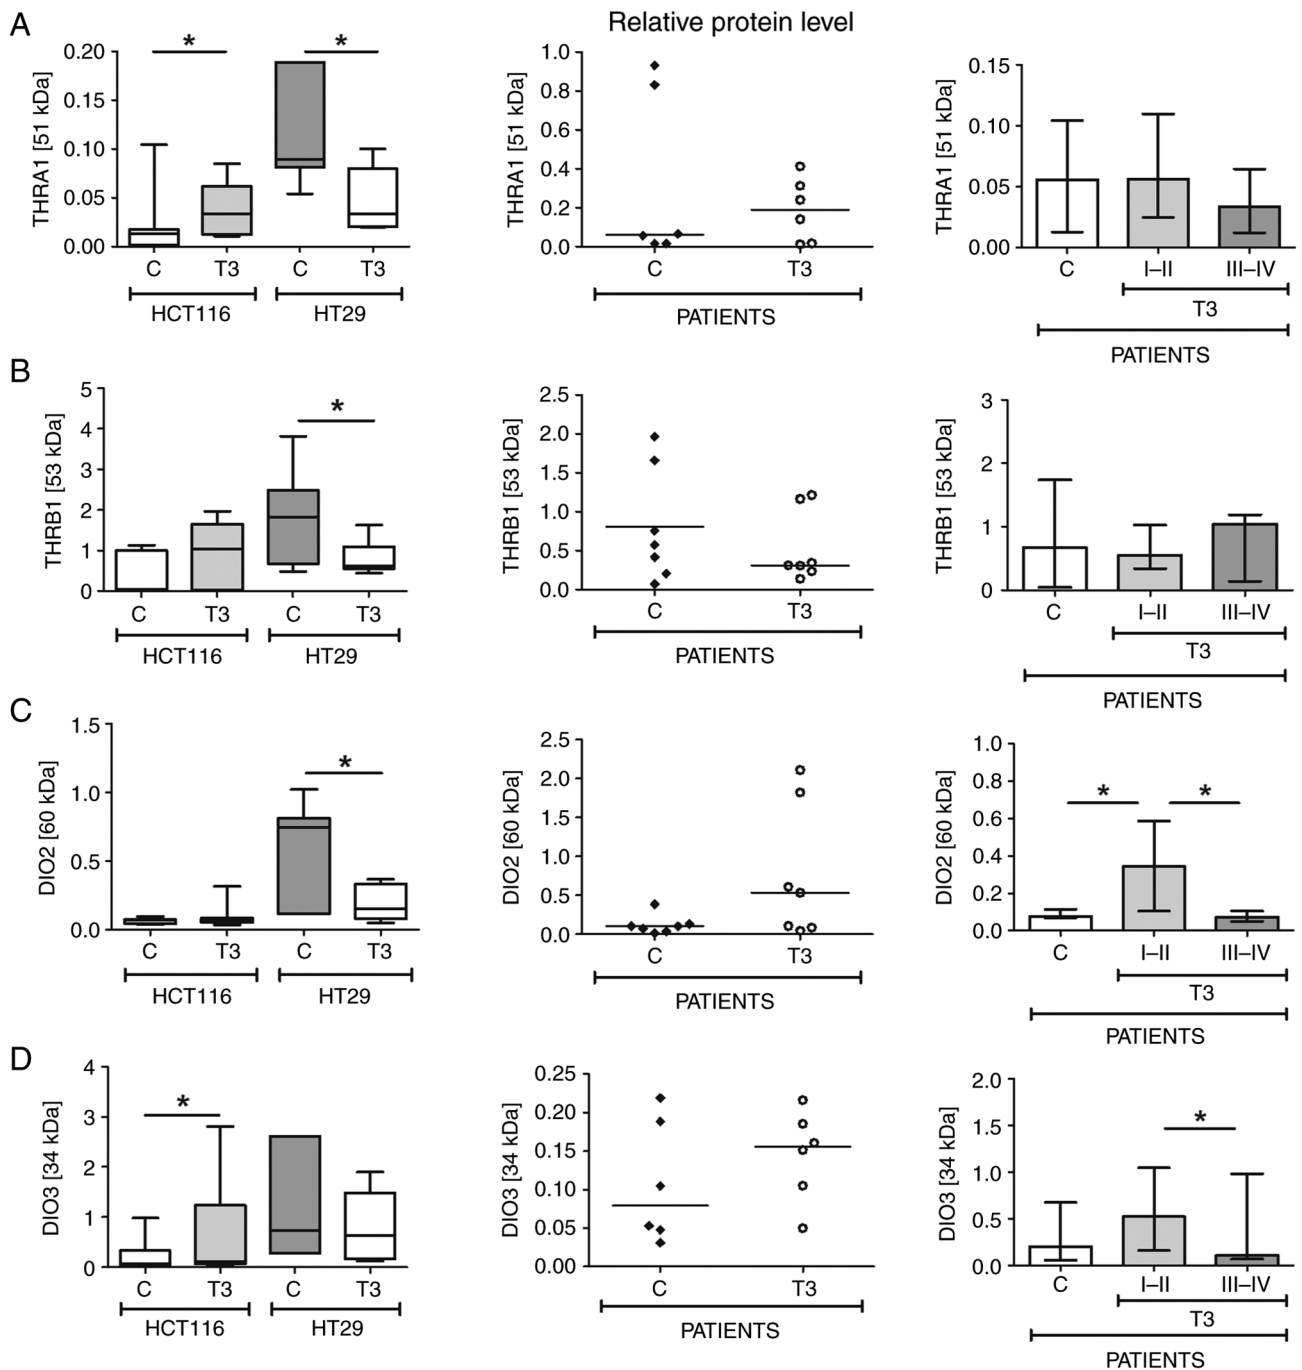 Relative protein level
A
THRA1 [51 kDa]
0.20
0.15
0.10
0.05
0.00
*
*
C
T3
C
T3
HCT116
HT29
THRA1 [51 kDa]
1.0
0.8
0.6
0.4
0.2
0.0
C
T3
PATIENTS
THRA1 [51 kDa]
0.15
0.10
0.05
0.00
C
I–II
III–IV
T3
PATIENTS
B
THRB1 [53 kDa]
5
4
3
2
1
0
*
C
T3
C
T3
HCT116
HT29
THRB1 [53 kDa]
2.5
2.0
1.5
1.0
0.5
0.0
C
T3
PATIENTS
THRB1 [53 kDa]
3
2
1
0
C
I–II
III–IV
T3
PATIENTS
C
DIO2 [60 kDa]
1.5
1.0
0.5
0.0
*
C
T3
C
T3
HCT116
HT29
DIO2 [60 kDa]
2.5
2.0
1.5
1.0
0.5
0.0
C
T3
PATIENTS
DIO2 [60 kDa]
1.0
0.8
0.6
0.4
0.2
0.0
*
*
C
I–II
III–IV
T3
PATIENTS
D
DIO3 [34 kDa]
4
3
2
1
0
*
C
T3
C
T3
HCT116
HT29
DIO3 [34 kDa]
0.25
0.20
0.15
0.10
0.05
0.00
C
T3
PATIENTS
DIO3 [34 kDa]
2.0
1.5
1.0
0.5
0.0
*
C
I–II
III–IV
T3
PATIENTS